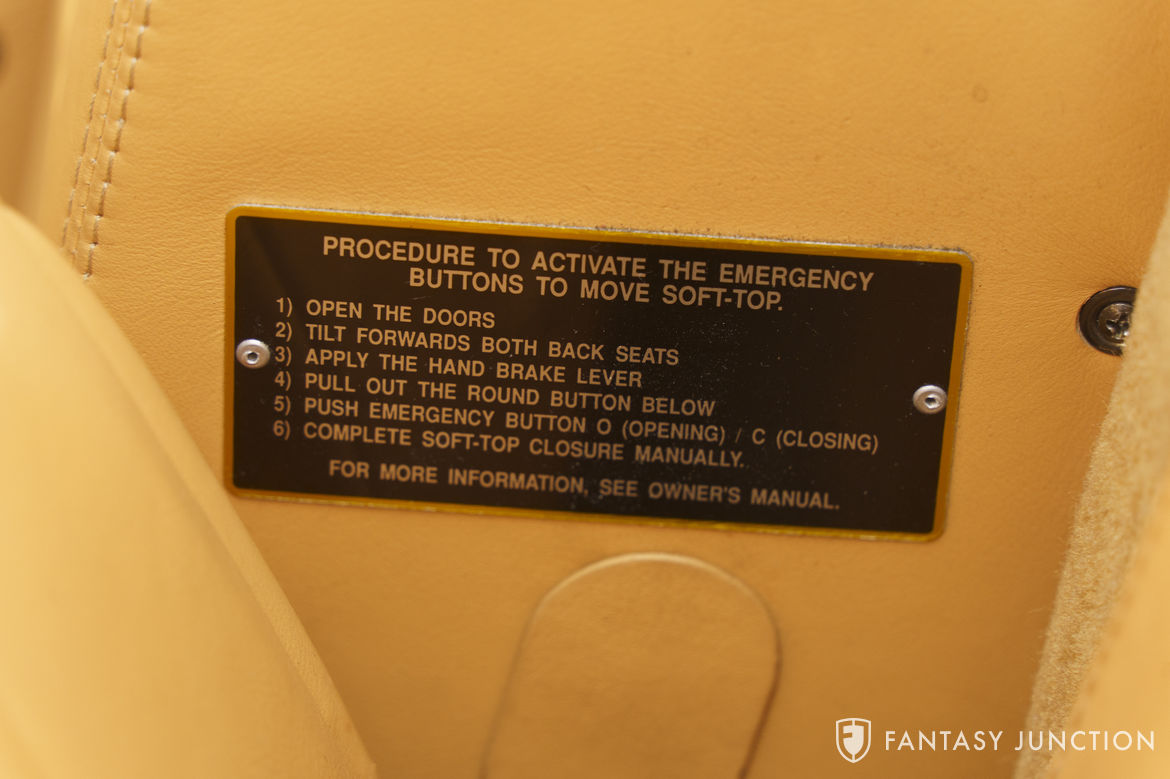 PROCEDURE TO ACTIVATE THE EMERGENCY
BUTTONS TO MOVE SOFT-TOP.
1) OPEN THE DOORS
2) TILT FORWARDS BOTH BACK SEATS
3) APPLY THE HAND BRAKE LEVER
4) PULL OUT THE ROUND BUTTON BELOW
5) PUSH EMERGENCY BUTTON O (OPENING) / C (CLOSING)
6) COMPLETE SOFT-TOP CLOSURE MANUALLY.
FOR MORE INFORMATION, SEE OWNER'S MANUAL.
FANTASY JUNCTION